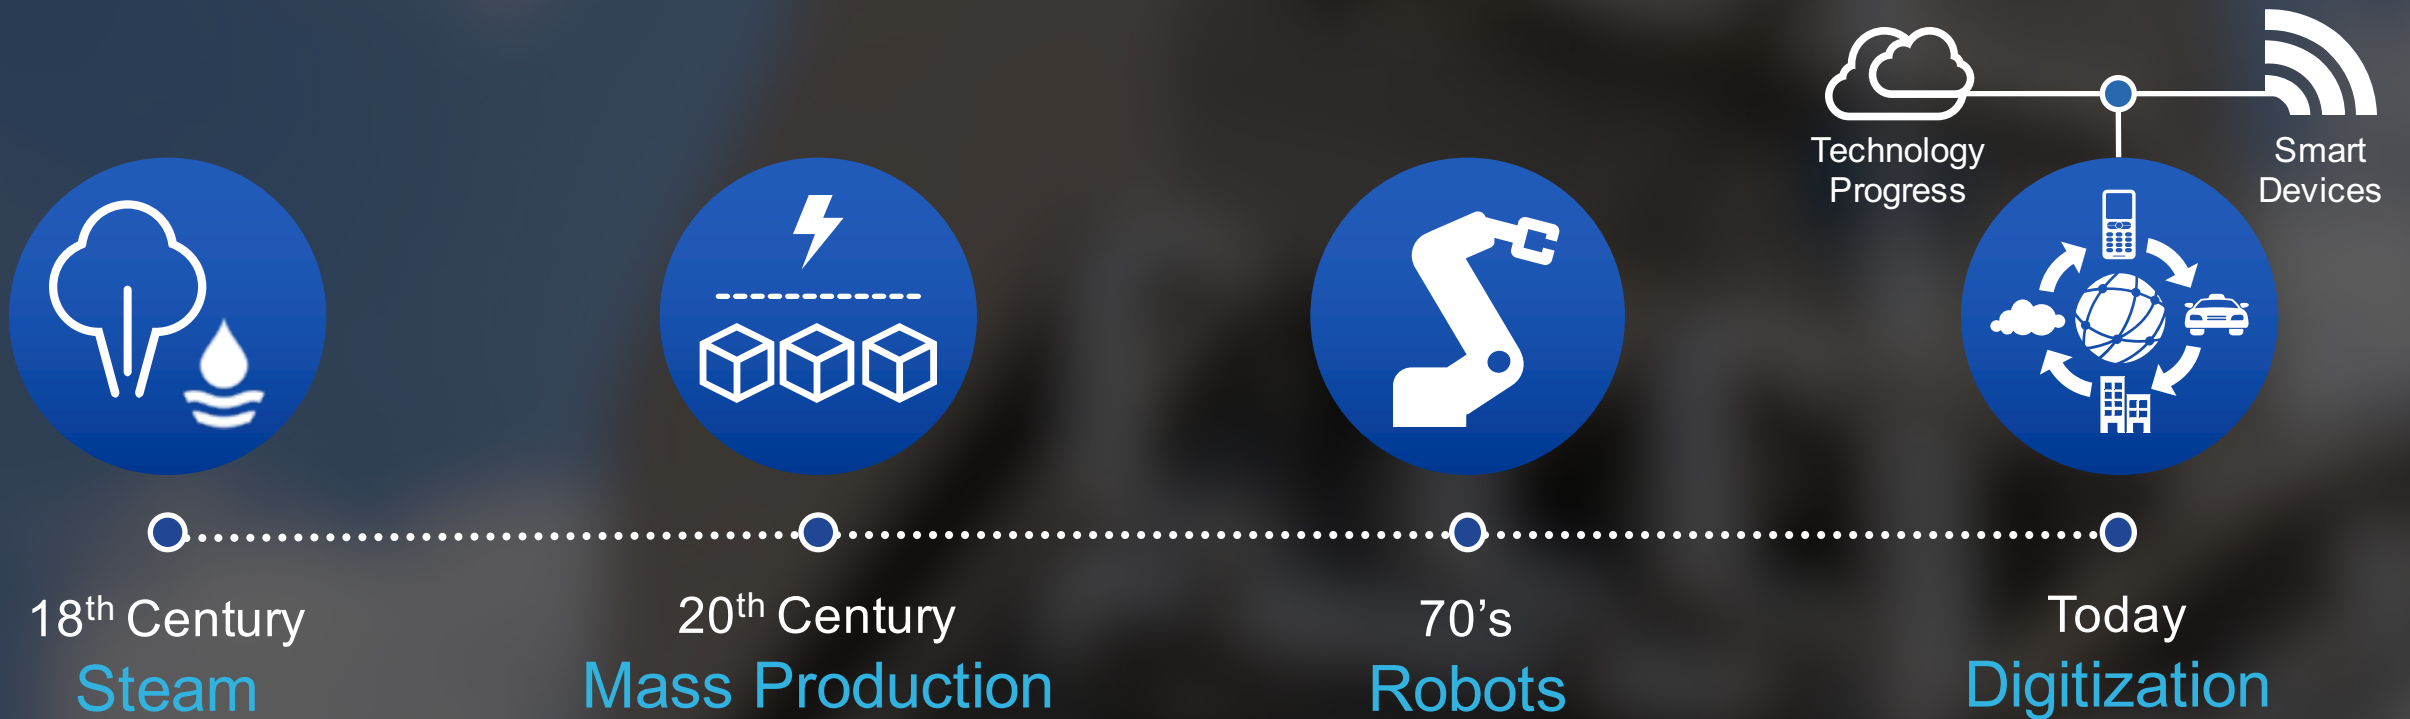 Technology
Progress
Smart
Devices
18th Century
Steam
20th Century
Mass Production
70’s
Robots
Today
Digitization